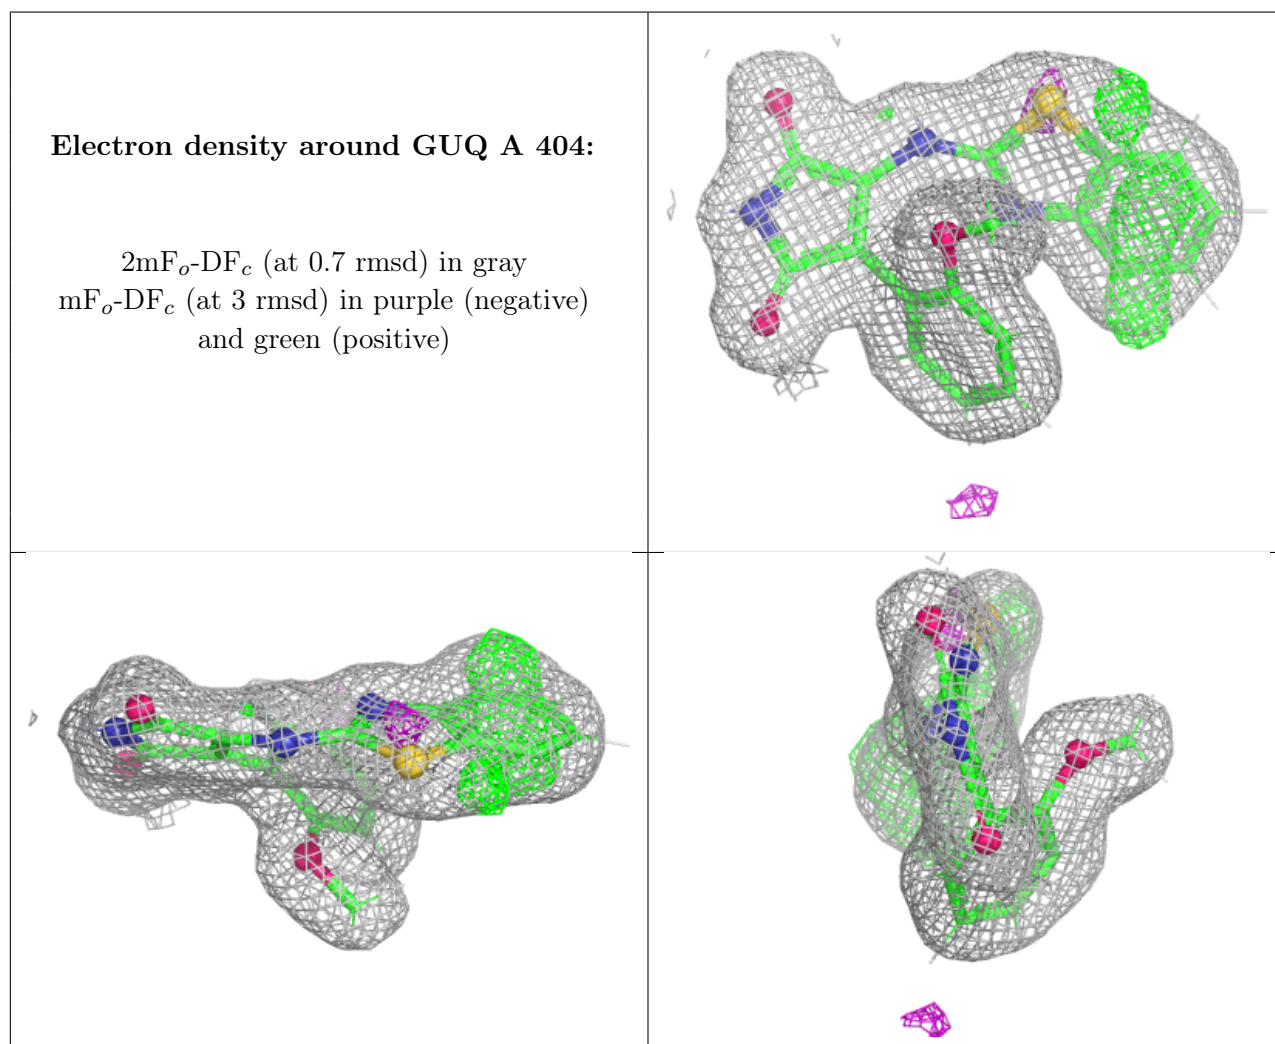 Electron density around GUQ A 404:
2mFₒ-DF𝒸 (at 0.7 rmsd) in gray
mFₒ-DF𝒸 (at 3 rmsd) in purple (negative)
and green (positive)